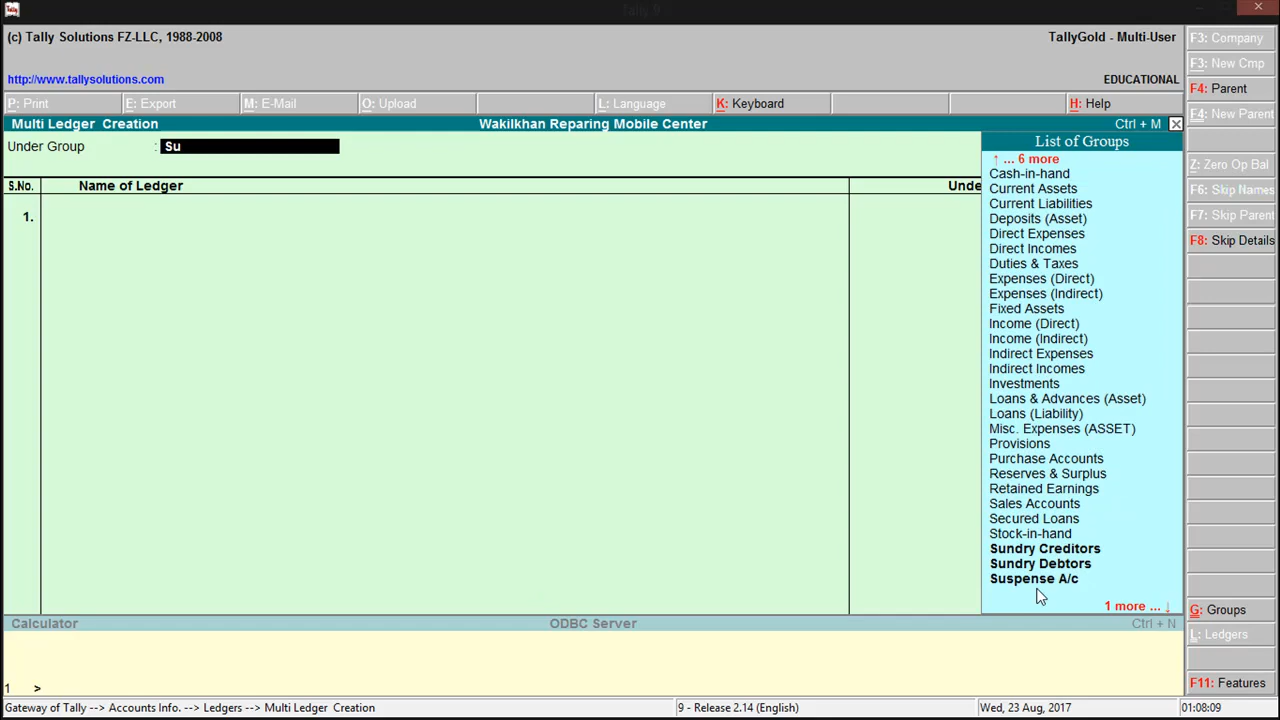 Tally 9
(c) Tally Solutions FZ-LLC, 1988-2008
TallyGold - Multi-User
http://www.tallysolutions.com
EDUCATIONAL
P: Print
E: Export
M: E-Mail
O: Upload
L: Language
K: Keyboard
H: Help
Multi Ledger Creation
Wakilkhan Reparing Mobile Center
Ctrl + M
Under Group : Su
S.No.
Name of Ledger
Unde
1.
List of Groups
↑ ... 6 more
Cash-in-hand
Current Assets
Current Liabilities
Deposits (Asset)
Direct Expenses
Direct Incomes
Duties & Taxes
Expenses (Direct)
Expenses (Indirect)
Fixed Assets
Income (Direct)
Income (Indirect)
Indirect Expenses
Indirect Incomes
Investments
Loans & Advances (Asset)
Loans (Liability)
Misc. Expenses (ASSET)
Provisions
Purchase Accounts
Reserves & Surplus
Retained Earnings
Sales Accounts
Secured Loans
Stock-in-hand
Sundry Creditors
Sundry Debtors
Suspense A/c
1 more ... ↓
F3: Company
F3: New Cmp
F4: Parent
F4: New Parent
Z: Zero Op Bal
F6: Skip Names
F7: Skip Parent
F8: Skip Details
G: Groups
L: Ledgers
F11: Features
Calculator
ODBC Server
Ctrl + N
1 >
Gateway of Tally --> Accounts Info. --> Ledgers --> Multi Ledger Creation
9 - Release 2.14 (English)
Wed, 23 Aug, 2017
01:08:09